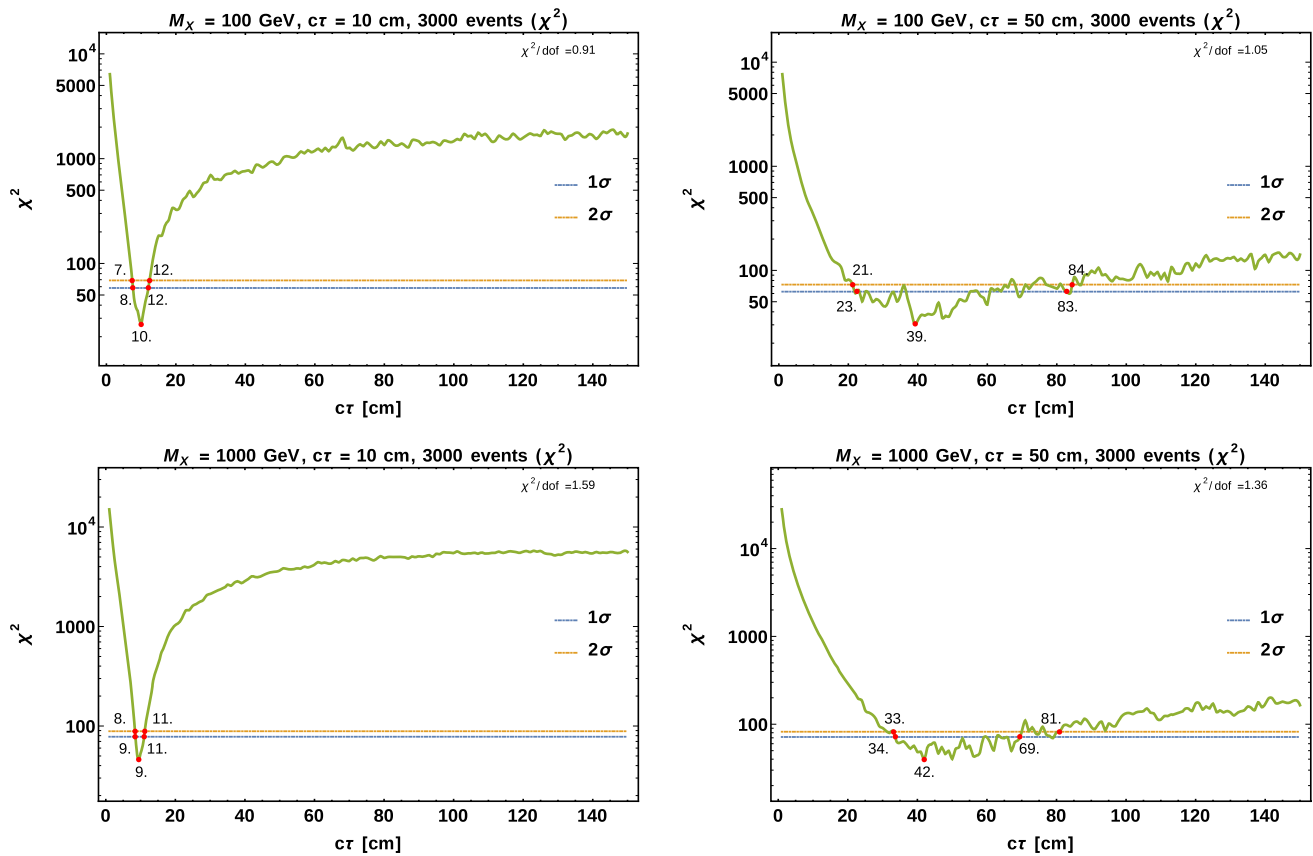 M_X = 100 GeV, cτ = 10 cm, 3000 events (χ²)
χ²/dof =0.91
10⁴
5000
1000
500
100
50
χ²
1σ
2σ
7.
12.
8.
12.
10.
0 20 40 60 80 100 120 140
cτ [cm]
M_X = 100 GeV, cτ = 50 cm, 3000 events (χ²)
χ²/dof =1.05
10⁴
5000
1000
500
100
50
χ²
1σ
2σ
21.
84.
23.
83.
39.
0 20 40 60 80 100 120 140
cτ [cm]
M_X = 1000 GeV, cτ = 10 cm, 3000 events (χ²)
χ²/dof =1.59
10⁴
1000
100
χ²
1σ
2σ
8.
11.
9.
11.
9.
0 20 40 60 80 100 120 140
cτ [cm]
M_X = 1000 GeV, cτ = 50 cm, 3000 events (χ²)
χ²/dof =1.36
10⁴
1000
100
χ²
1σ
2σ
33.
81.
34.
69.
42.
0 20 40 60 80 100 120 140
cτ [cm]